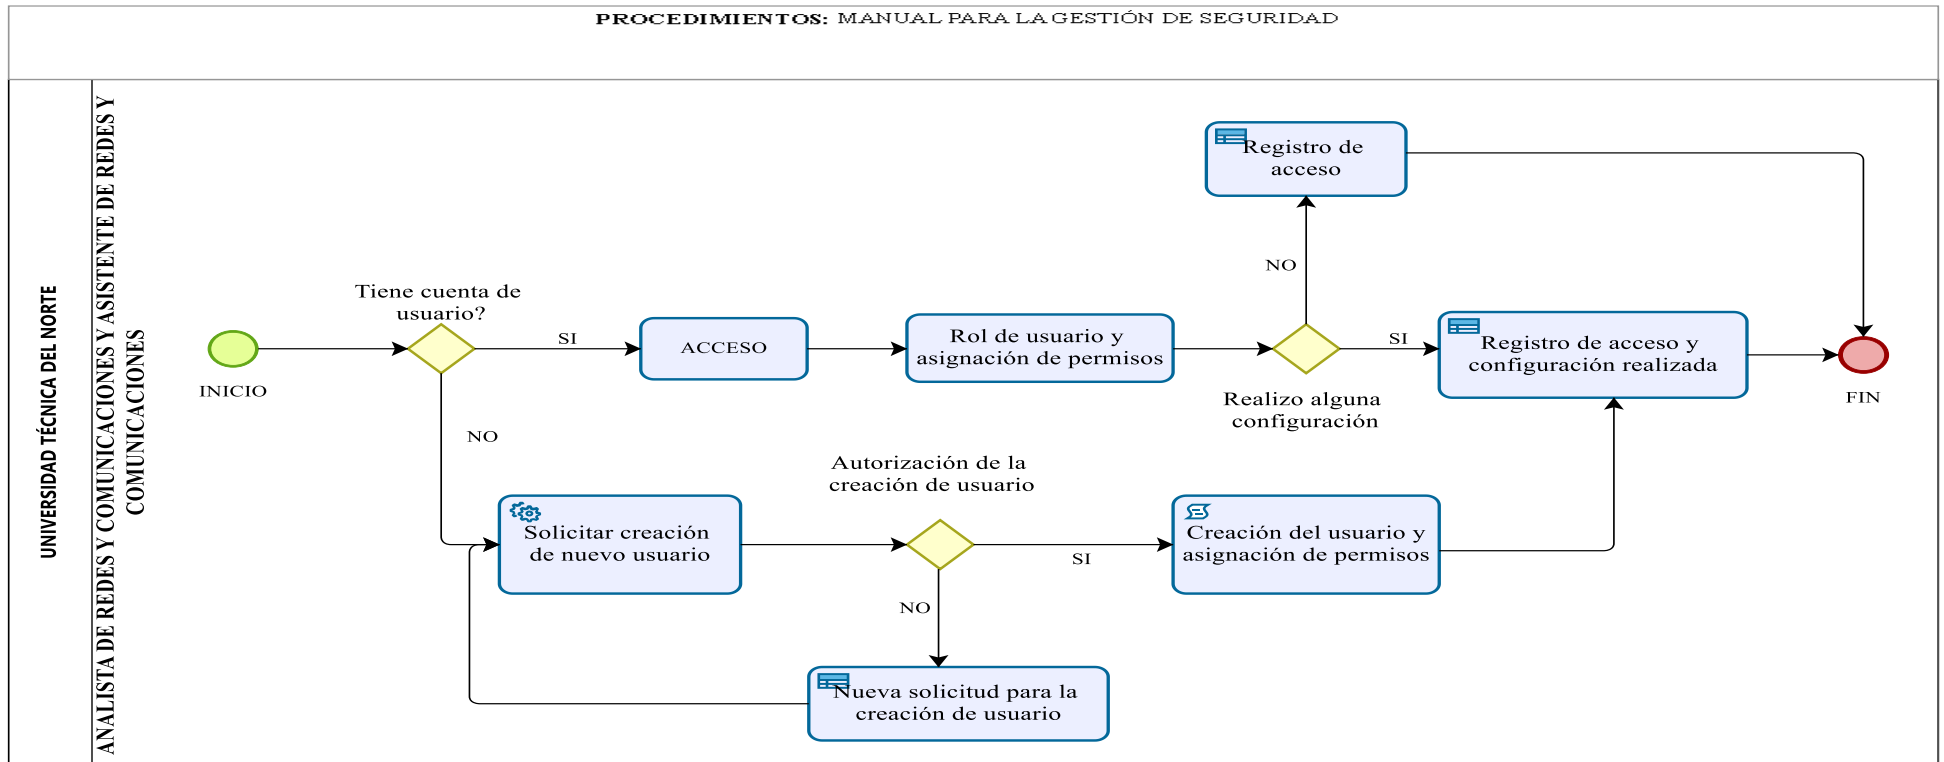 PROCEDIMIENTOS: MANUAL PARA LA GESTIÓN DE SEGURIDAD
UNIVERSIDAD TÉCNICA DEL NORTE
ANALISTA DE REDES Y COMUNICACIONES Y ASISTENTE DE REDES Y
COMUNICACIONES
INICIO
Tiene cuenta de
usuario?
SI
NO
ACCESO
Rol de usuario y
asignación de permisos
Realizo alguna
configuración
NO
Registro de
acceso
SI
Registro de acceso y
configuración realizada
FIN
Solicitar creación
de nuevo usuario
Autorización de la
creación de usuario
SI
NO
Creación del usuario y
asignación de permisos
Nueva solicitud para la
creación de usuario